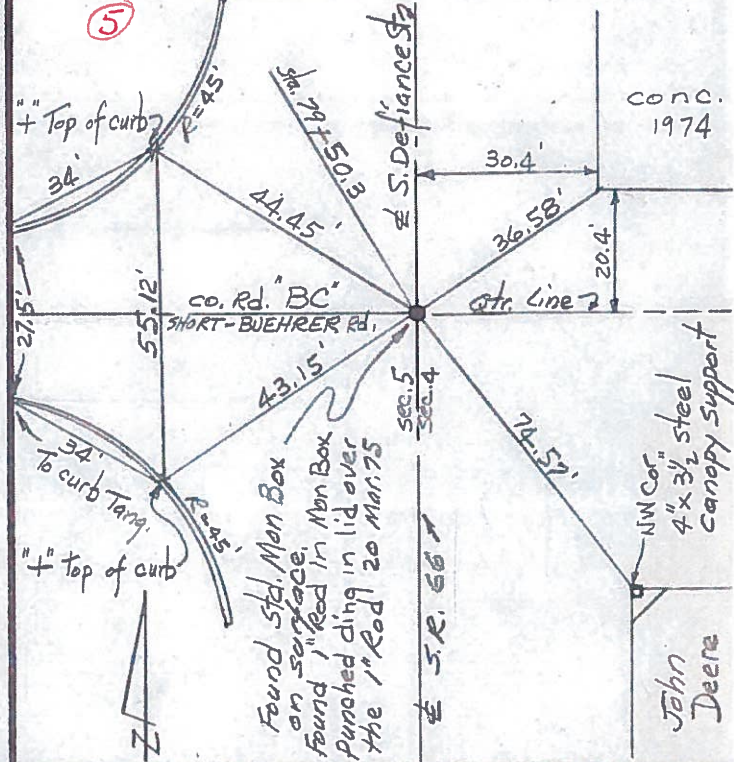 5
"+" Top of curb
R=45'
34'
27.5'
44.45'
55.12'
Sta. 79+50.3
℄ S. Defiance St.
30.4'
conc.
1974
36.58'
20.4'
co. Rd. "BC"
SHORT-BUEHRER Rd.
Qtr. Line
43.15'
sec. 5
sec. 4
74.57'
34'
To curb Tang.
R=45'
"+" top of curb
Found Std. Mon Box
on surface.
Found 1" Rod in Mon Box
Punched ding in lid over
the 1" Rod 20 Mar. 75
℄ S.R. 66
NW Cor.
4" x 3½" steel
canopy support
John
Deere
N